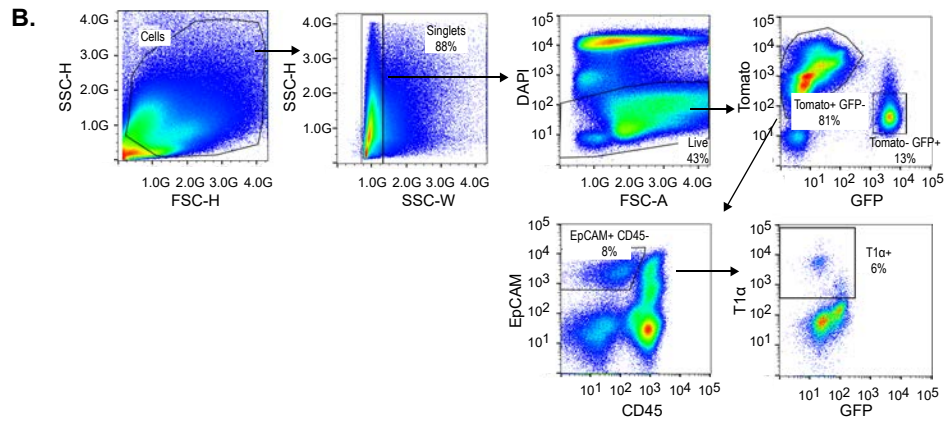 B.
4.0G
3.0G
2.0G
1.0G
SSC-H
Cells
1.0G 2.0G 3.0G 4.0G
FSC-H
4.0G
3.0G
2.0G
1.0G
SSC-H
Singlets
88%
1.0G 2.0G 3.0G 4.0G
SSC-W
10⁵
10⁴
10³
10²
10¹
DAPI
Live
43%
1.0G 2.0G 3.0G 4.0G
FSC-A
10⁵
10⁴
10³
10²
10¹
Tomato
Tomato+ GFP-
81%
Tomato- GFP+
13%
10¹ 10² 10³ 10⁴ 10⁵
GFP
10⁵
10⁴
10³
10²
10¹
EpCAM
EpCAM+ CD45-
8%
10¹ 10² 10³ 10⁴ 10⁵
CD45
10⁵
10⁴
10³
10²
10¹
T1α
T1α+
6%
10¹ 10² 10³ 10⁴ 10⁵
GFP